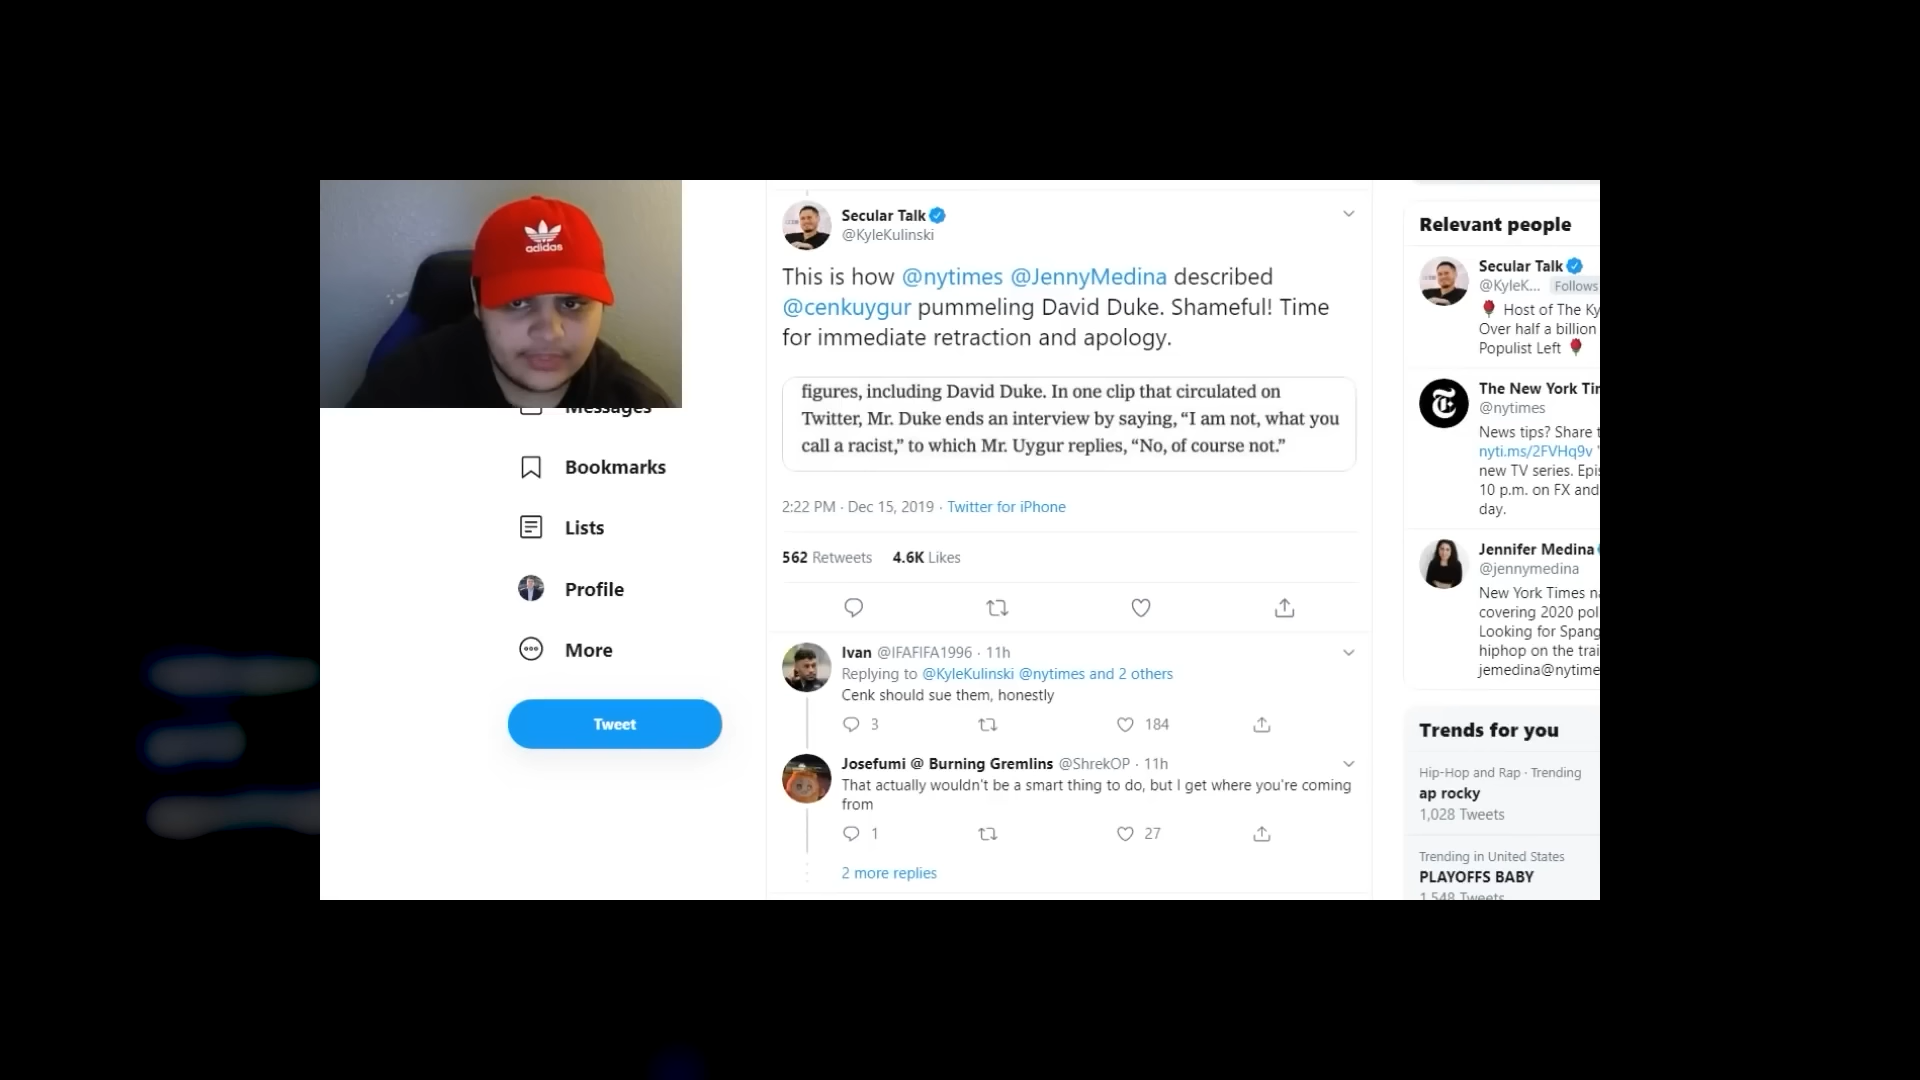 adidas
Messages
Bookmarks
Lists
Profile
More
Tweet
Secular Talk
@KyleKulinski
This is how @nytimes @JennyMedina described
@cenkuygur pummeling David Duke. Shameful! Time
for immediate retraction and apology.
figures, including David Duke. In one clip that circulated on
Twitter, Mr. Duke ends an interview by saying, “I am not, what you
call a racist,” to which Mr. Uygur replies, “No, of course not.”
2:22 PM · Dec 15, 2019 · Twitter for iPhone
562 Retweets 4.6K Likes
Ivan @IFAFIFA1996 · 11h
Replying to @KyleKulinski @nytimes and 2 others
Cenk should sue them, honestly
3 184
Josefumi @ Burning Gremlins @ShrekOP · 11h
That actually wouldn't be a smart thing to do, but I get where you're coming
from
1 27
2 more replies
Relevant people
Secular Talk
@KyleK... Follows
Host of The Ky
Over half a billion
Populist Left
The New York Tir
@nytimes
News tips? Share t
nyti.ms/2FVHq9v "
new TV series. Epis
10 p.m. on FX and
day.
Jennifer Medina
@jennymedina
New York Times na
covering 2020 pol
Looking for Spang
hiphop on the trai
jemedina@nytime
Trends for you
Hip-Hop and Rap · Trending
ap rocky
1,028 Tweets
Trending in United States
PLAYOFFS BABY
1,548 Tweets